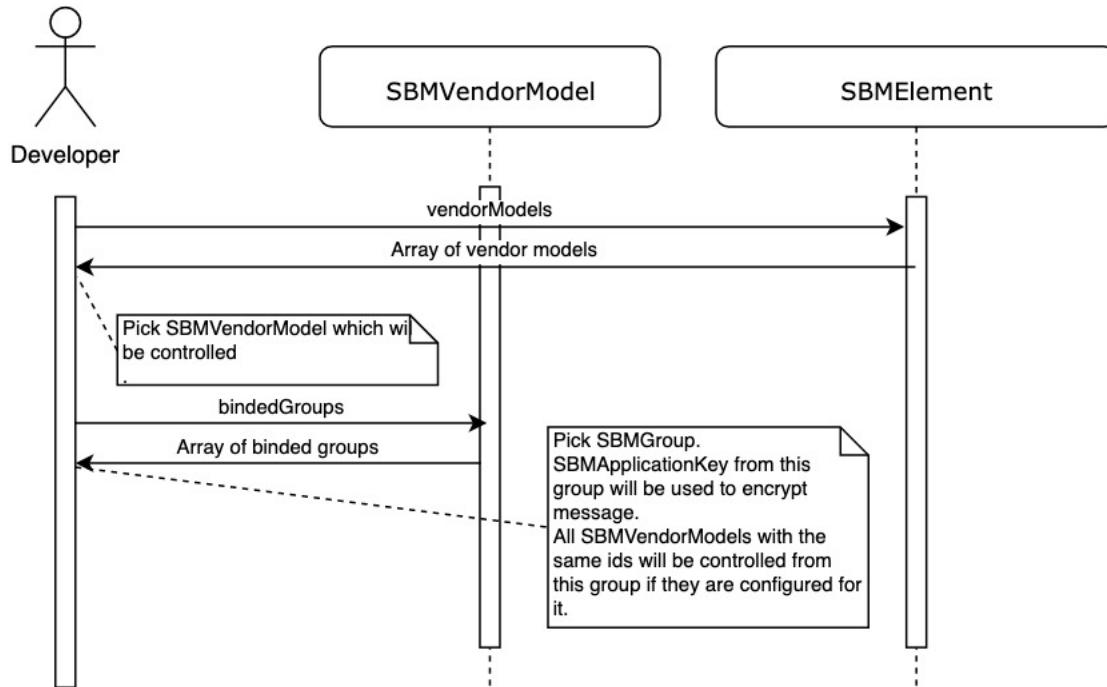 SBMVendorModel
SBMElement
Developer
vendorModels
Array of vendor models
Pick SBMVendorModel which wi
be controlled
.
bindedGroups
Array of binded groups
Pick SBMGroup.
SBMApplicationKey from this
group will be used to encrypt
message.
All SBMVendorModels with the
same ids will be controlled from
this group if they are configured for
it.